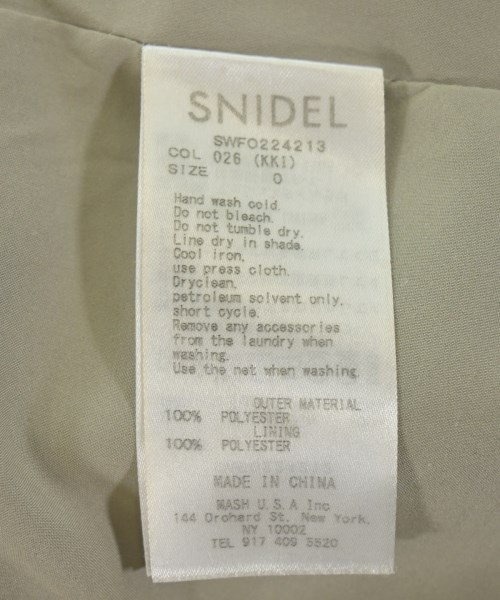 SNIDEL
SWFO224213
COL 026 (KKI)
SIZE 0
Hand wash cold.
Do not bleach.
Do not tumble dry.
Line dry in shade.
Cool iron.
use press cloth.
Dryclean.
petroleum solvent only.
short cycle.
Remove any accessories
from the laundry when
washing.
Use the net when washing
OUTER MATERIAL
100% POLYESTER
LINING
100% POLYESTER
MADE IN CHINA
MASH U.S.A Inc
144 Orchard St. New York.
NY 10002
TEL 917 409 5520